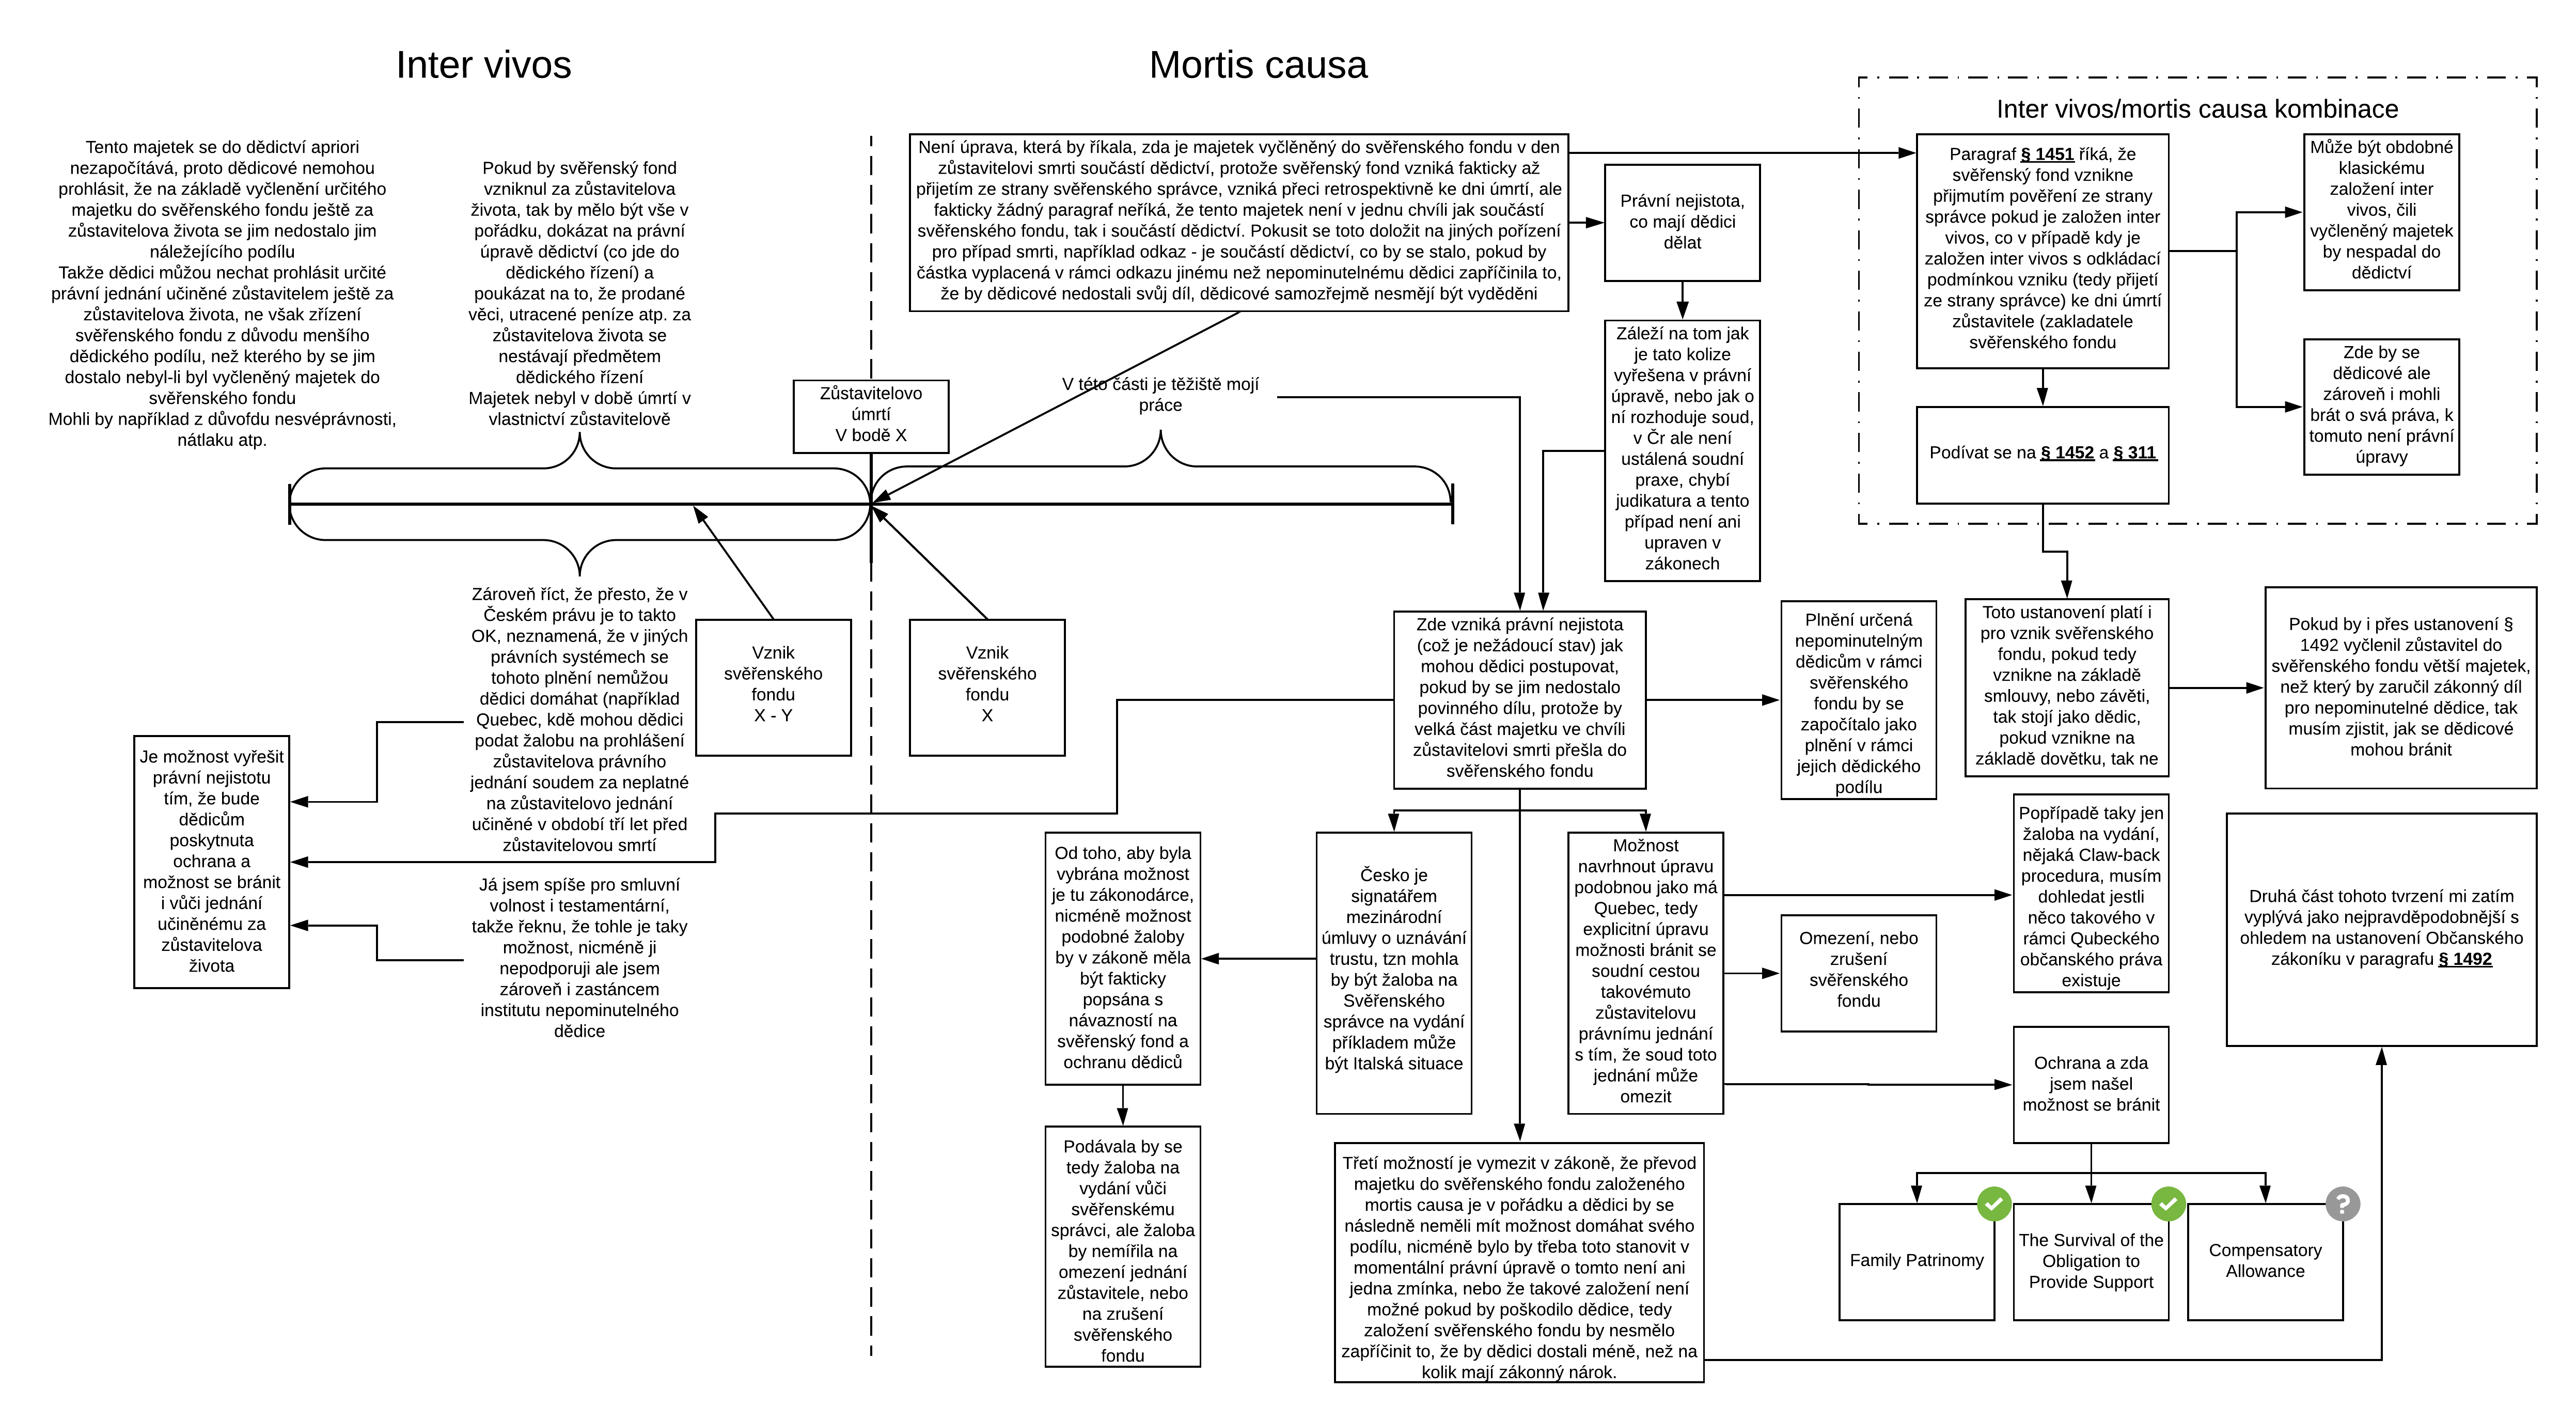 Inter vivos
Mortis causa
Inter vivos/mortis causa kombinace
Tento majetek se do dědictví apriori
nezapočítává, proto dědicové nemohou
prohlásit, že na základě vyčlenění určitého
majetku do svěřenského fondu ještě za
zůstavitelova života se jim nedostalo jim
náležejícího podílu
Takže dědici můžou nechat prohlásit určité
právní jednání učiněné zůstavitelem ještě za
zůstavitelova života, ne však zřízení
svěřenského fondu z důvodu menšího
dědického podílu, než kterého by se jim
dostalo nebyl-li byl vyčleněný majetek do
svěřenského fondu
Mohli by například z důvofdu nesvéprávnosti,
nátlaku atp.
Pokud by svěřenský fond
vzniknul za zůstavitelova
života, tak by mělo být vše v
pořádku, dokázat na právní
úpravě dědictví (co jde do
dědického řízení) a
poukázat na to, že prodané
věci, utracené peníze atp. za
zůstavitelova života se
nestávají předmětem
dědického řízení
Majetek nebyl v době úmrtí v
vlastnictví zůstavitelově
Zůstavitelovo
úmrtí
V bodě X
Není úprava, která by říkala, zda je majetek vyčlěněný do svěřenského fondu v den
zůstavitelovi smrti součástí dědictví, protože svěřenský fond vzniká fakticky až
přijetím ze strany svěřenského správce, vzniká přeci retrospektivně ke dni úmrtí, ale
fakticky žádný paragraf neříká, že tento majetek není v jednu chvíli jak součástí
svěřenského fondu, tak i součástí dědictví. Pokusit se toto doložit na jiných pořízení
pro případ smrti, například odkaz - je součástí dědictví, co by se stalo, pokud by
částka vyplacená v rámci odkazu jinému než nepominutelnému dědici zapříčinila to,
že by dědicové nedostali svůj díl, dědicové samozřejmě nesmějí být vyděděni
V této části je těžiště mojí
práce
Právní nejistota,
co mají dědici
dělat
Záleží na tom jak
je tato kolize
vyřešena v právní
úpravě, nebo jak o
ní rozhoduje soud,
v Čr ale není
ustálená soudní
praxe, chybí
judikatura a tento
případ není ani
upraven v
zákonech
Paragraf § 1451 říká, že
svěřenský fond vznikne
přijmutím pověření ze strany
správce pokud je založen inter
vivos, co v případě kdy je
založen inter vivos s odkládací
podmínkou vzniku (tedy přijetí
ze strany správce) ke dni úmrtí
zůstavitele (zakladatele
svěřenského fondu
Může být obdobné
klasickému
založení inter
vivos, čili
vyčleněný majetek
by nespadal do
dědictví
Zde by se
dědicové ale
zároveň i mohli
brát o svá práva, k
tomuto není právní
úpravy
Podívat se na § 1452 a § 311
Zároveň říct, že přesto, že v
Českém právu je to takto
OK, neznamená, že v jiných
právních systémech se
tohoto plnění nemůžou
dědici domáhat (například
Quebec, kdě mohou dědici
podat žalobu na prohlášení
zůstavitelova právního
jednání soudem za neplatné
na zůstavitelovo jednání
učiněné v období tří let před
zůstavitelovou smrtí
Vznik
svěřenského
fondu
X - Y
Vznik
svěřenského
fondu
X
Je možnost vyřešit
právní nejistotu
tím, že bude
dědicům
poskytnuta
ochrana a
možnost se bránit
i vůči jednání
učiněnému za
zůstavitelova
života
Já jsem spíše pro smluvní
volnost i testamentární,
takže řeknu, že tohle je taky
možnost, nicméně ji
nepodporuji ale jsem
zároveň i zastáncem
institutu nepominutelného
dědice
Zde vzniká právní nejistota
(což je nežádoucí stav) jak
mohou dědici postupovat,
pokud by se jim nedostalo
povinného dílu, protože by
velká část majetku ve chvíli
zůstavitelovi smrti přešla do
svěřenského fondu
Plnění určená
nepominutelným
dědicům v rámci
svěřenského
fondu by se
započítalo jako
plnění v rámci
jejich dědického
podílu
Toto ustanovení platí i
pro vznik svěřenského
fondu, pokud tedy
vznikne na základě
smlouvy, nebo závěti,
tak stojí jako dědic,
pokud vznikne na
základě dovětku, tak ne
Pokud by i přes ustanovení §
1492 vyčlenil zůstavitel do
svěřenského fondu větší majetek,
než který by zaručil zákonný díl
pro nepominutelné dědice, tak
musím zjistit, jak se dědicové
mohou bránit
Od toho, aby byla
vybrána možnost
je tu zákonodárce,
nicméně možnost
podobné žaloby
by v zákoně měla
být fakticky
popsána s
návazností na
svěřenský fond a
ochranu dědiců
Česko je
signatářem
mezinárodní
úmluvy o uznávání
trustu, tzn mohla
by být žaloba na
Svěřenského
správce na vydání
příkladem může
být Italská situace
Možnost
navrhnout úpravu
podobnou jako má
Quebec, tedy
explicitní úpravu
možnosti bránit se
soudní cestou
takovémuto
zůstavitelovu
právnímu jednání
s tím, že soud toto
jednání může
omezit
Popřípadě taky jen
žaloba na vydání,
nějaká Claw-back
procedura, musím
dohledat jestli
něco takového v
rámci Qubeckého
občanského práva
existuje
Omezení, nebo
zrušení
svěřenského
fondu
Druhá část tohoto tvrzení mi zatím
vyplývá jako nejpravděpodobnější s
ohledem na ustanovení Občanského
zákoníku v paragrafu § 1492
Ochrana a zda
jsem našel
možnost se bránit
Podávala by se
tedy žaloba na
vydání vůči
svěřenskému
správci, ale žaloba
by nemířila na
omezení jednání
zůstavitele, nebo
na zrušení
svěřenského
fondu
Třetí možností je vymezit v zákoně, že převod
majetku do svěřenského fondu založeného
mortis causa je v pořádku a dědici by se
následně neměli mít možnost domáhat svého
podílu, nicméně bylo by třeba toto stanovit v
momentální právní úpravě o tomto není ani
jedna zmínka, nebo že takové založení není
možné pokud by poškodilo dědice, tedy
založení svěřenského fondu by nesmělo
zapříčinit to, že by dědici dostali méně, než na
kolik mají zákonný nárok.
Family Patrinomy
The Survival of the
Obligation to
Provide Support
?
Compensatory
Allowance